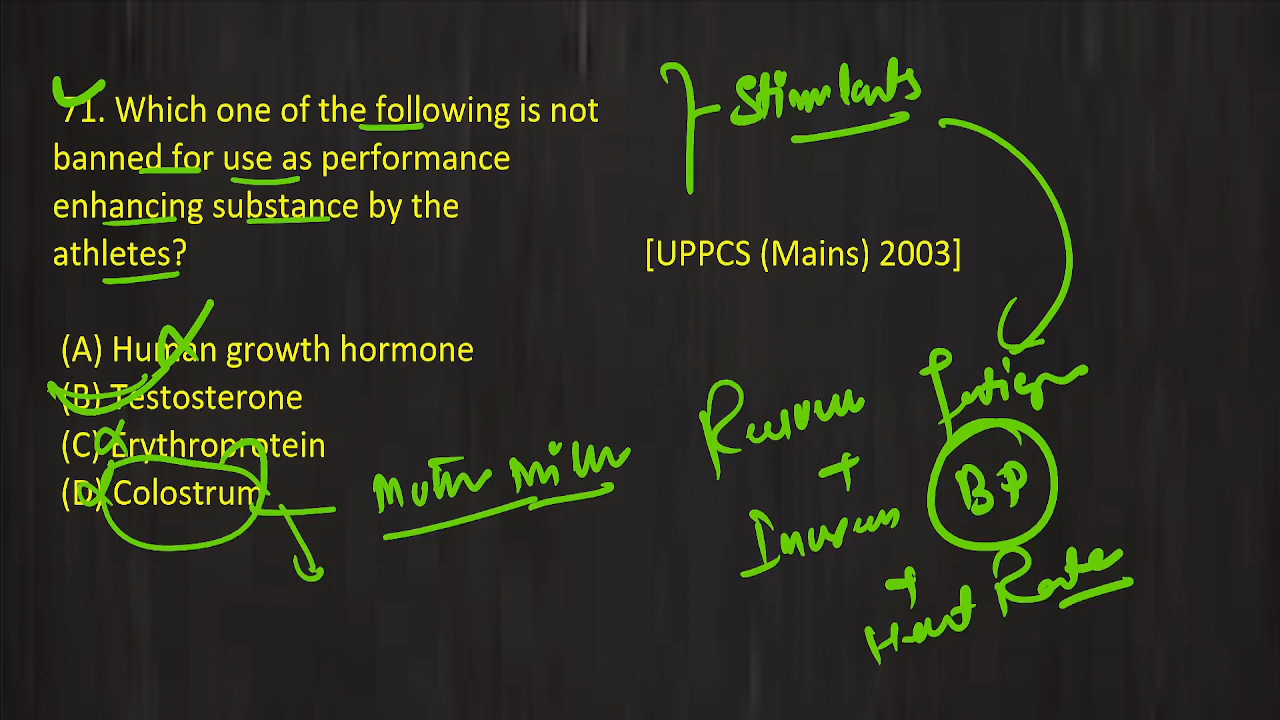 71. Which one of the following is not
banned for use as performance
enhancing substance by the
athletes?
[UPPCS (Mains) 2003]
(A) Human growth hormone
(B) Testosterone
(C) Erythroprotein
(D) Colostrum
Stimulants
BP
Heart Rate